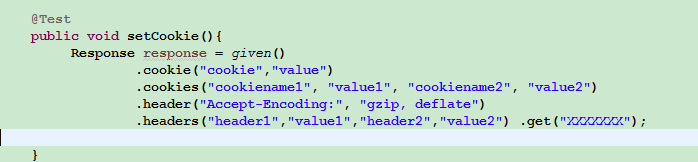 @Test
public void setCookie(){
Response response = given()
.cookie("cookie","value")
.cookies("cookiename1", "value1", "cookiename2", "value2")
.header("Accept-Encoding:", "gzip, deflate")
.headers("header1","value1","header2","value2") .get("XXXXXXX");
}